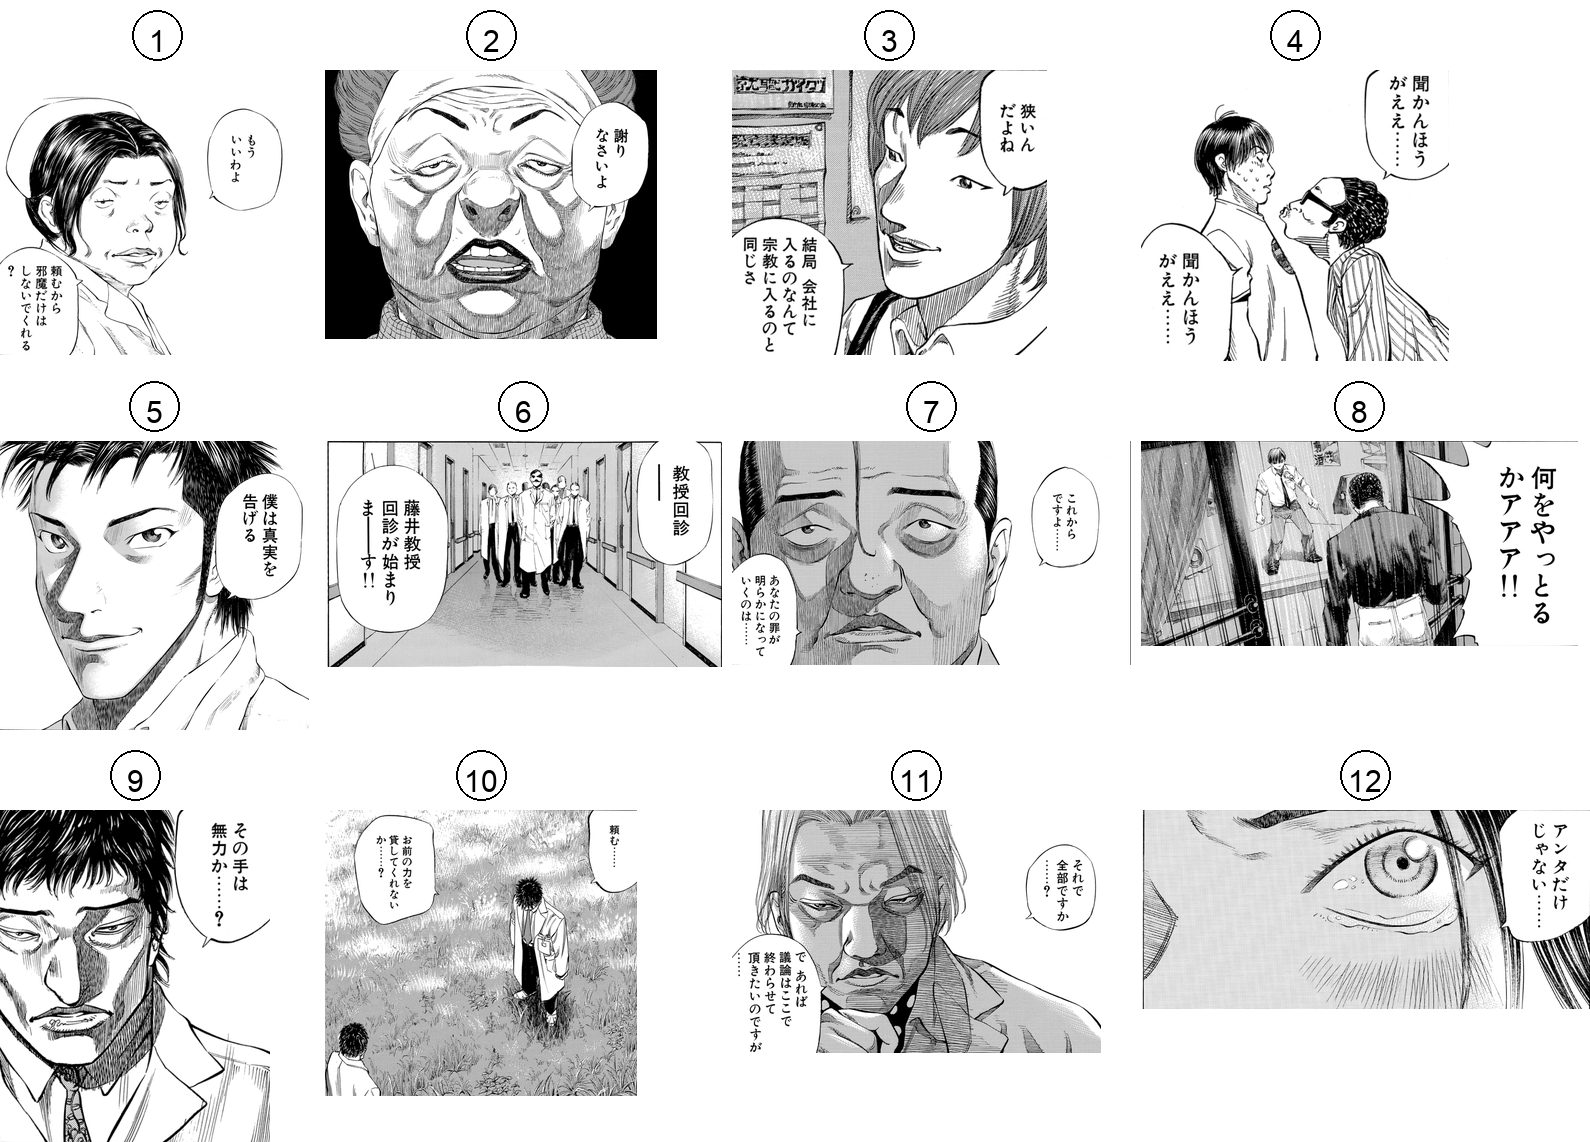 1
もう
いいわよ
頼むから
邪魔だけは
しないでくれる
?
2
謝り
なさいよ
3
狭いん
だよね
結局 会社に
入るのなんて
宗教に入るのと
同じさ
4
聞かんほう
がええ……
聞かんほう
がええ……
5
僕は真実を
告げる
6
教授回診
――
藤井教授
回診が始まり
ま――す!!
7
これから
ですよ……
あなたの罪が
明らかになって
いくのは……
8
何をやっとる
かアアア!!
9
その手は
無力か……?
10
頼む……
お前の力を
貸してくれない
か……?
11
それで
全部ですか
……?
で あれば
議論はここで
終わらせて
頂きたいのですが
……
12
アンタだけ
じゃない……